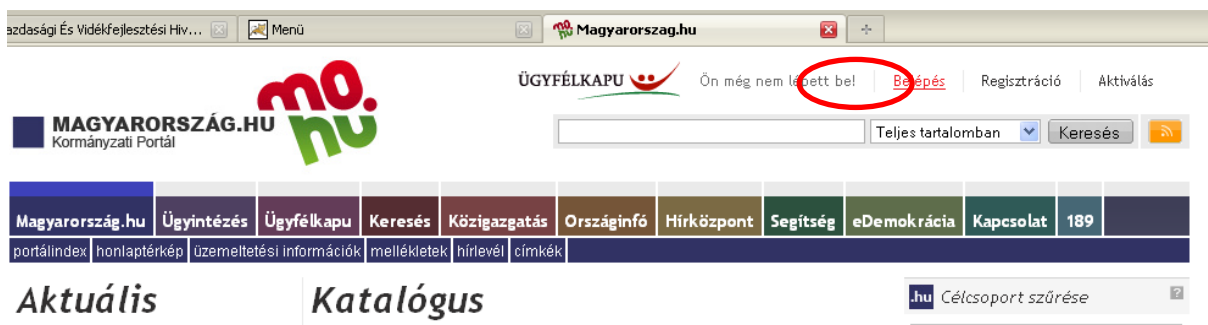 azdasági És Vidékfejlesztési Hiv... Menü Magyarorszag.hu
ÜGYFÉLKAPU Ön még nem lépett be! Belépés Regisztráció Aktiválás
mo.hu
MAGYARORSZÁG.HU
Kormányzati Portál
Teljes tartalomban Keresés
Magyarország.hu Ügyintézés Ügyfélkapu Keresés Közigazgatás Országinfó Hírközpont Segítség eDemokrácia Kapcsolat 189
portálindex honlaptérkép üzemeltetési információk mellékletek hírlevél címkék
Aktuális Katalógus .hu Célcsoport szűrése ?